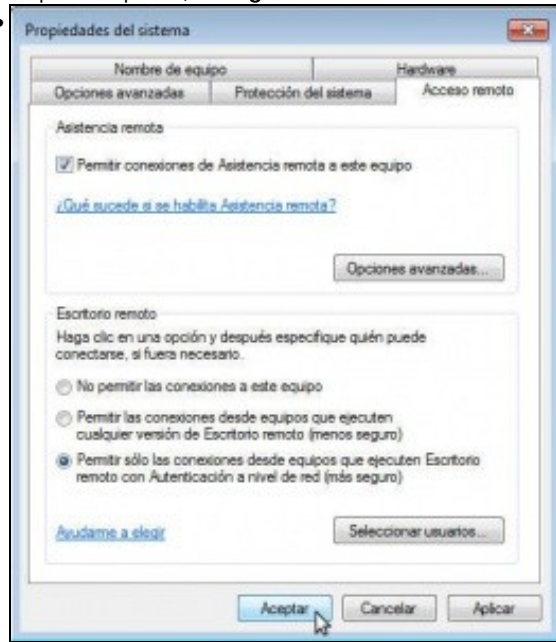 Propiedades del sistema
Nombre de equipo
Hardware
Opciones avanzadas
Protección del sistema
Acceso remoto
Asistencia remota
Permitir conexiones de Asistencia remota a este equipo
¿Qué sucede si se habilita Asistencia remota?
Opciones avanzadas...
Escritorio remoto
Haga clic en una opción y después especifique quién puede
conectarse, si fuera necesario.
No permitir las conexiones a este equipo
Permitir las conexiones desde equipos que ejecuten
cualquier versión de Escritorio remoto (menos seguro)
Permitir sólo las conexiones desde equipos que ejecuten Escritorio
remoto con Autenticación a nivel de red (más seguro)
Ayudarme a elegir
Seleccionar usuarios...
Aceptar
Cancelar
Aplicar